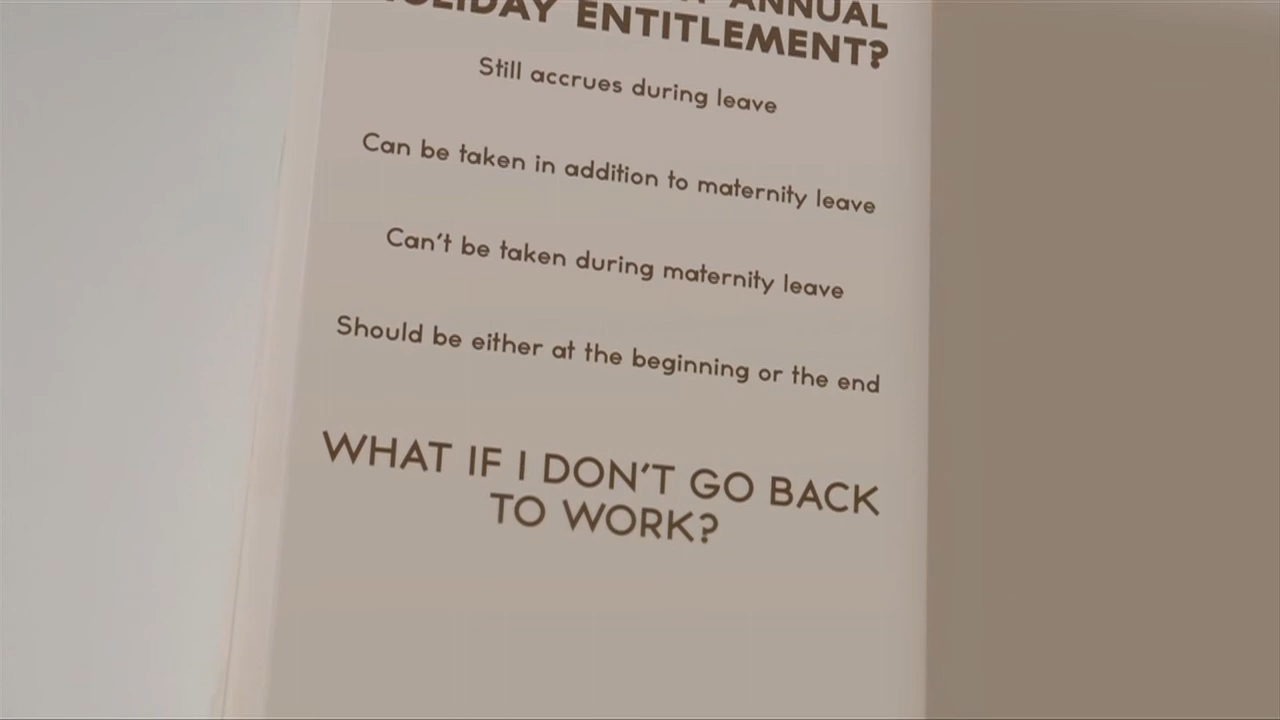 ANNUAL
HOLIDAY ENTITLEMENT?
Still accrues during leave
Can be taken in addition to maternity leave
Can't be taken during maternity leave
Should be either at the beginning or the end
WHAT IF I DON'T GO BACK
TO WORK?